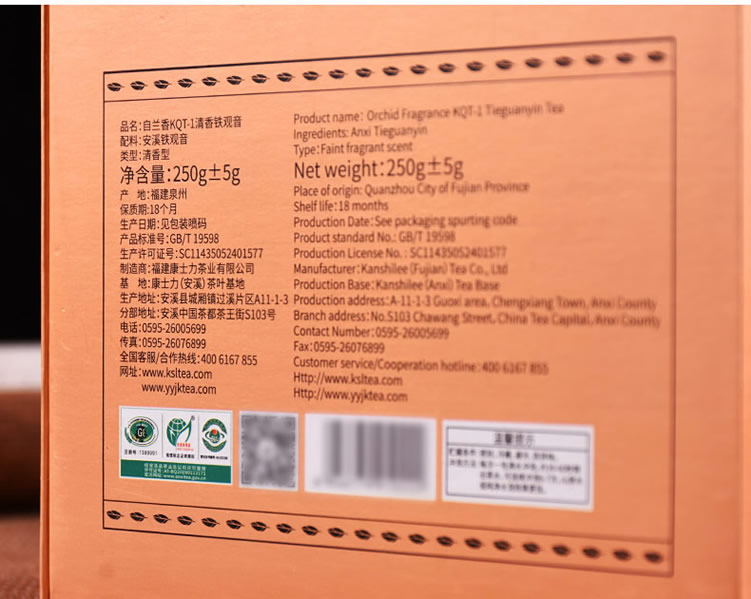 品名:自兰香KQT-1清香铁观音
配料:安溪铁观音
类型:清香型
净含量:250g±5g
产 地:福建泉州
保质期:18个月
生产日期:见包装喷码
产品标准号:GB/T 19598
生产许可证号:SC11435052401577
制造商:福建康士力茶业有限公司
基 地:康士力(安溪)茶叶基地
生产地址:安溪县城厢镇过溪片区A11-1-3
分部地址:安溪中国茶都茶王街S103号
电话:0595-26005699
传真:0595-26076899
全国客服/合作热线:400 6167 855
网址:www.ksltea.com
www.yyjktea.com
Product name: Orchid Fragrance KQT-1 Tieguanyin Tea
Ingredients: Anxi Tieguanyin
Type:Faint fragrant scent
Net weight:250g±5g
Place of origin: Quanzhou City of Fujian Province
Shelf life:18 months
Production Date:See packaging spurting code
Product standard No.: GB/T 19598
Production License No.: SC11435052401577
Manufacturer:Kanshilee (Fujian) Tea Co., Ltd
Production Base:Kanshilee (Anxi) Tea Base
Production address:A-11-1-3 Guoxi area, Chengxiang Town, Anxi County
Branch address:No.S103 Chawang Street, China Tea Capital, Anxi County
Contact Number:0595-26005699
Fax:0595-26076899
Customer service/Cooperation hotline:400 6167 855
Http://www.ksltea.com
Http://www.yyjktea.com
温馨提示